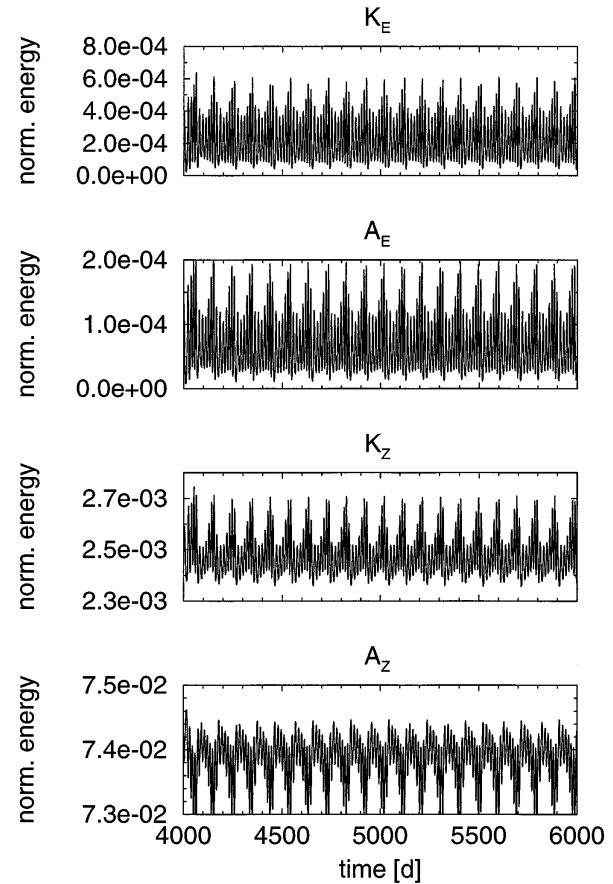 K_E
norm. energy
8.0e-04
6.0e-04
4.0e-04
2.0e-04
0.0e+00
A_E
norm. energy
2.0e-04
1.0e-04
0.0e+00
K_Z
norm. energy
2.7e-03
2.5e-03
2.3e-03
A_Z
norm. energy
7.5e-02
7.4e-02
7.3e-02
4000 4500 5000 5500 6000
time [d]